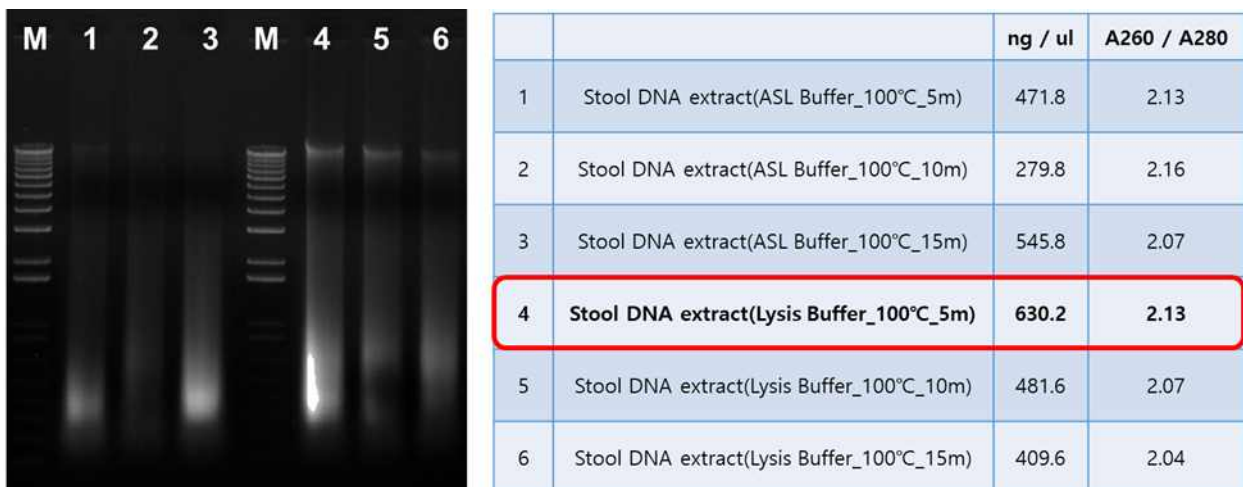 M 1 2 3 M 4 5 6
ng / ul A260 / A280
1 Stool DNA extract(ASL Buffer_100℃_5m) 471.8 2.13
2 Stool DNA extract(ASL Buffer_100℃_10m) 279.8 2.16
3 Stool DNA extract(ASL Buffer_100℃_15m) 545.8 2.07
4 Stool DNA extract(Lysis Buffer_100℃_5m) 630.2 2.13
5 Stool DNA extract(Lysis Buffer_100℃_10m) 481.6 2.07
6 Stool DNA extract(Lysis Buffer_100℃_15m) 409.6 2.04